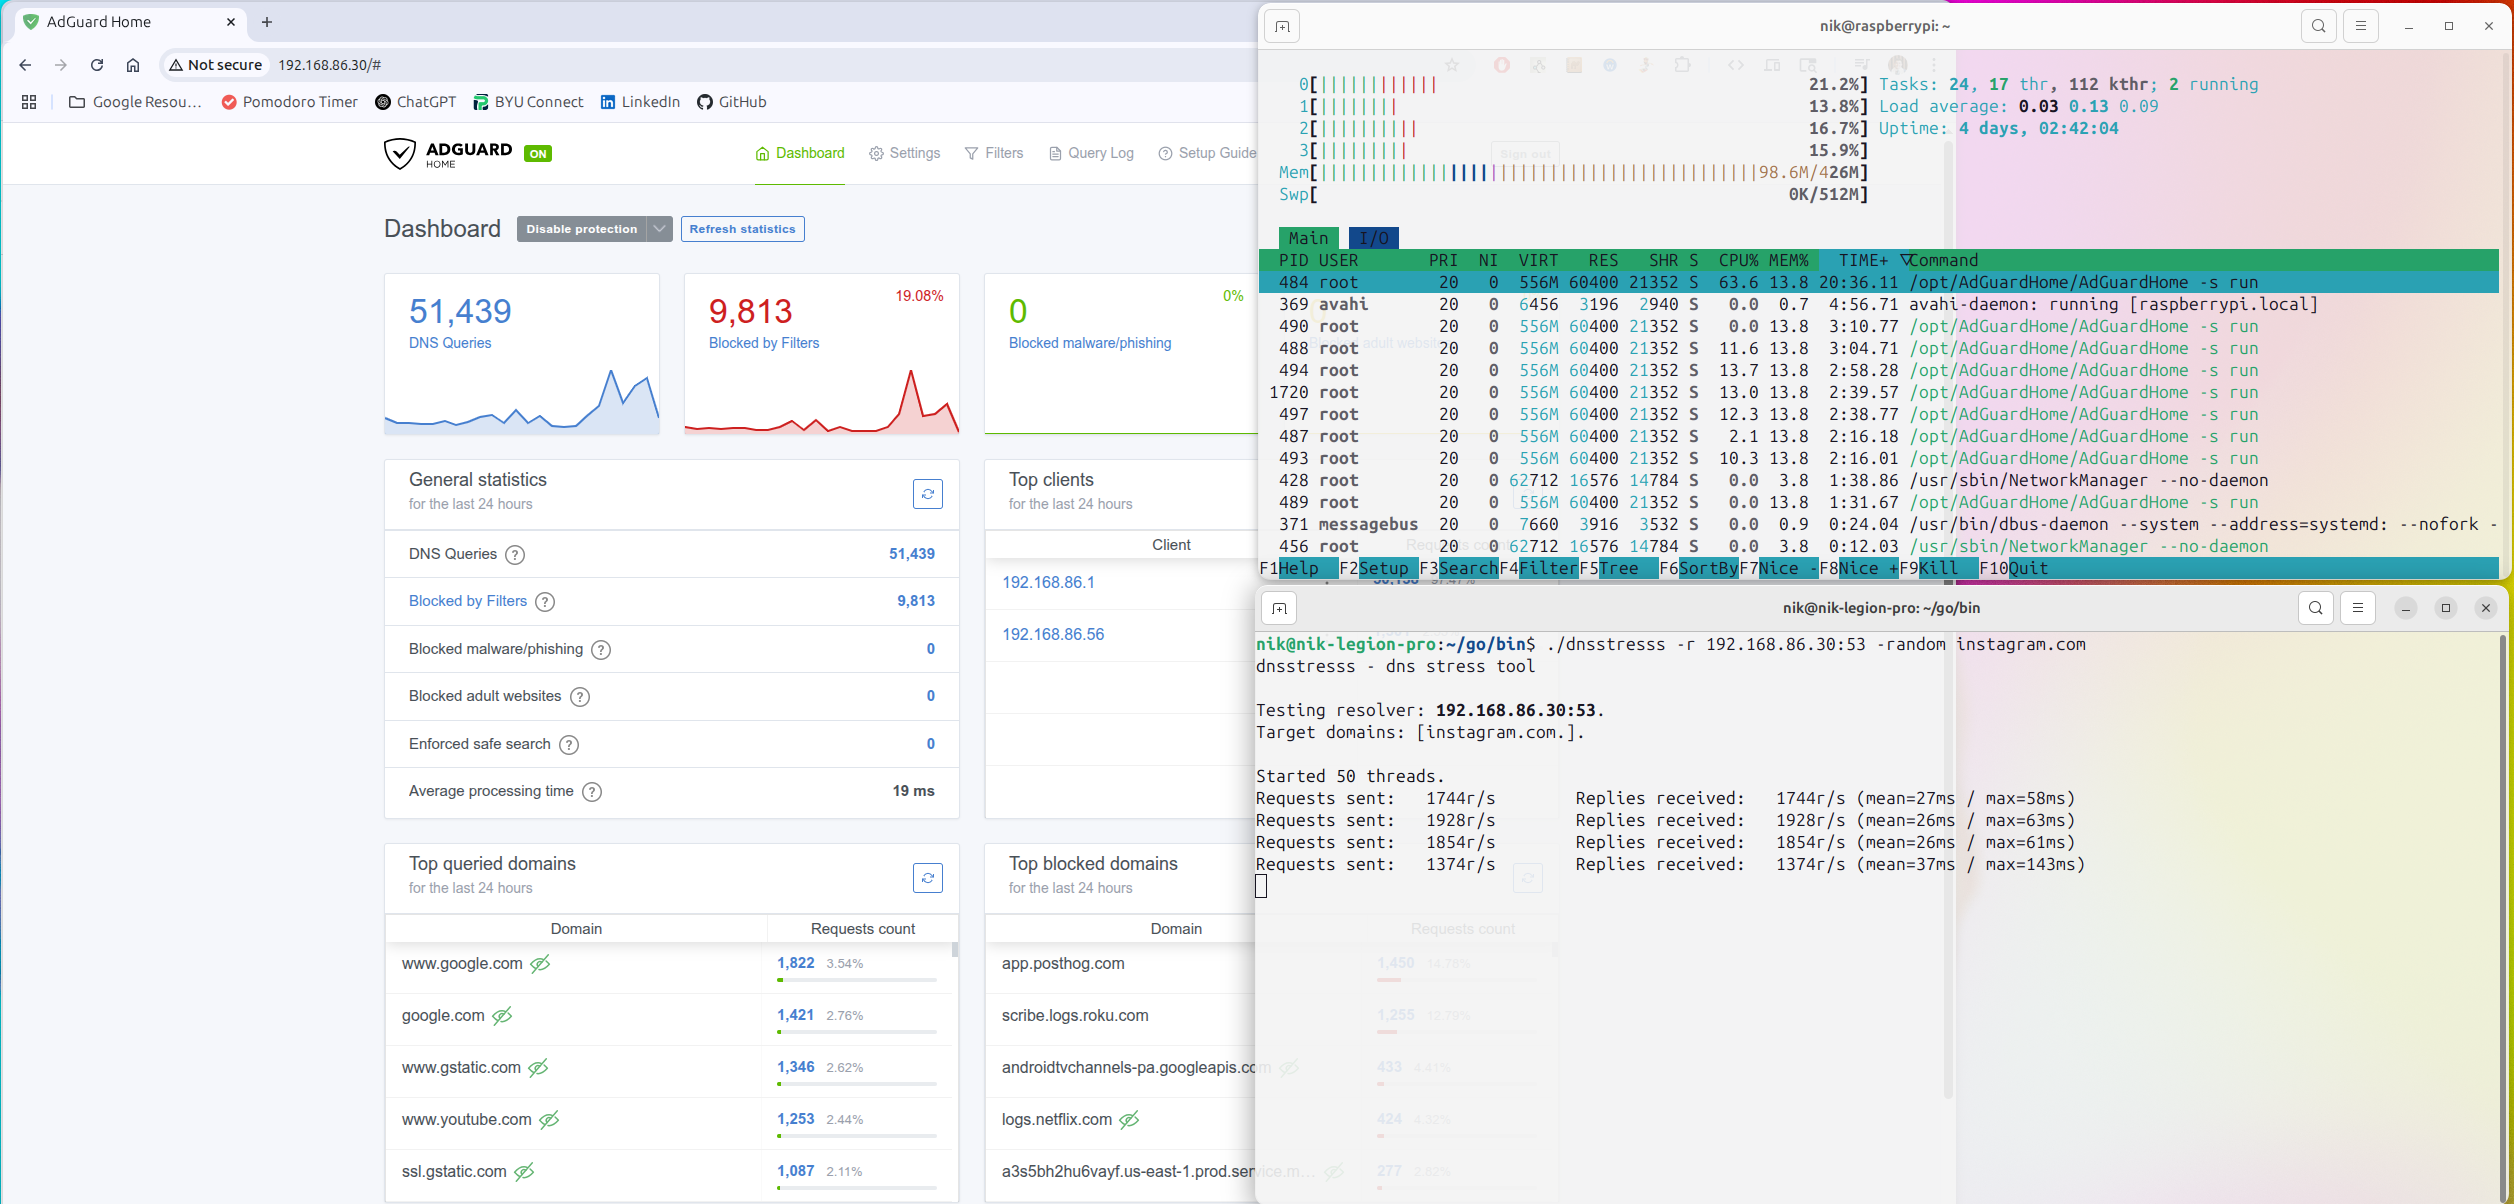 AdGuard Home
Not secure 192.168.86.30/#
Google Resou... Pomodoro Timer ChatGPT BYU Connect LinkedIn GitHub
ADGUARD HOME ON Dashboard Settings Filters Query Log Setup Guide Sign out
Dashboard Disable protection Refresh statistics
51,439
DNS Queries
9,813
19.08%
Blocked by Filters
0
0%
Blocked malware/phishing
General statistics
for the last 24 hours
DNS Queries ? 51,439
Blocked by Filters ? 9,813
Blocked malware/phishing ? 0
Blocked adult websites ? 0
Enforced safe search ? 0
Average processing time ? 19 ms
Top clients
for the last 24 hours
Client Requests count
192.168.86.1
192.168.86.56
Top queried domains
for the last 24 hours
Domain Requests count
www.google.com 1,822 3.54%
google.com 1,421 2.76%
www.gstatic.com 1,346 2.62%
www.youtube.com 1,253 2.44%
ssl.gstatic.com 1,087 2.11%
Top blocked domains
for the last 24 hours
Domain Requests count
app.posthog.com 1,450 14.78%
scribe.logs.roku.com 1,255 12.79%
androidtvchannels-pa.googleapis.com 433 4.41%
logs.netflix.com 424 4.32%
a3s5bh2hu6vayf.us-east-1.prod.service.m... 277 2.82%
nik@raspberrypi: ~
0[||||||||||||21.2%] Tasks: 24, 17 thr, 112 kthr; 2 running
1[||||||||13.8%] Load average: 0.03 0.13 0.09
2[||||||||||16.7%] Uptime: 4 days, 02:42:04
3[|||||||||15.9%]
Mem[||||||||||||||||||||||||||||||||||||||||||||98.6M/426M]
Swp[0K/512M]
Main I/O
PID USER PRI NI VIRT RES SHR S CPU% MEM% TIME+ ▽Command
484 root 20 0 556M 60400 21352 S 63.6 13.8 20:36.11 /opt/AdGuardHome/AdGuardHome -s run
369 avahi 20 0 6456 3196 2940 S 0.0 0.7 4:56.71 avahi-daemon: running [raspberrypi.local]
490 root 20 0 556M 60400 21352 S 0.0 13.8 3:10.77 /opt/AdGuardHome/AdGuardHome -s run
488 root 20 0 556M 60400 21352 S 11.6 13.8 3:04.71 /opt/AdGuardHome/AdGuardHome -s run
494 root 20 0 556M 60400 21352 S 13.7 13.8 2:58.28 /opt/AdGuardHome/AdGuardHome -s run
1720 root 20 0 556M 60400 21352 S 13.0 13.8 2:39.57 /opt/AdGuardHome/AdGuardHome -s run
497 root 20 0 556M 60400 21352 S 12.3 13.8 2:38.77 /opt/AdGuardHome/AdGuardHome -s run
487 root 20 0 556M 60400 21352 S 2.1 13.8 2:16.18 /opt/AdGuardHome/AdGuardHome -s run
493 root 20 0 556M 60400 21352 S 10.3 13.8 2:16.01 /opt/AdGuardHome/AdGuardHome -s run
428 root 20 0 62712 16576 14784 S 0.0 3.8 1:38.86 /usr/sbin/NetworkManager --no-daemon
489 root 20 0 556M 60400 21352 S 0.0 13.8 1:31.67 /opt/AdGuardHome/AdGuardHome -s run
371 messagebus 20 0 7660 3916 3532 S 0.0 0.9 0:24.04 /usr/bin/dbus-daemon --system --address=systemd: --nofork -
456 root 20 0 62712 16576 14784 S 0.0 3.8 0:12.03 /usr/sbin/NetworkManager --no-daemon
F1Help F2Setup F3SearchF4FilterF5Tree F6SortByF7Nice -F8Nice +F9Kill F10Quit
nik@nik-legion-pro: ~/go/bin
nik@nik-legion-pro:~/go/bin$ ./dnsstresss -r 192.168.86.30:53 -random instagram.com
dnsstresss - dns stress tool
Testing resolver: 192.168.86.30:53.
Target domains: [instagram.com.].
Started 50 threads.
Requests sent: 1744r/s Replies received: 1744r/s (mean=27ms / max=58ms)
Requests sent: 1928r/s Replies received: 1928r/s (mean=26ms / max=63ms)
Requests sent: 1854r/s Replies received: 1854r/s (mean=26ms / max=61ms)
Requests sent: 1374r/s Replies received: 1374r/s (mean=37ms / max=143ms)